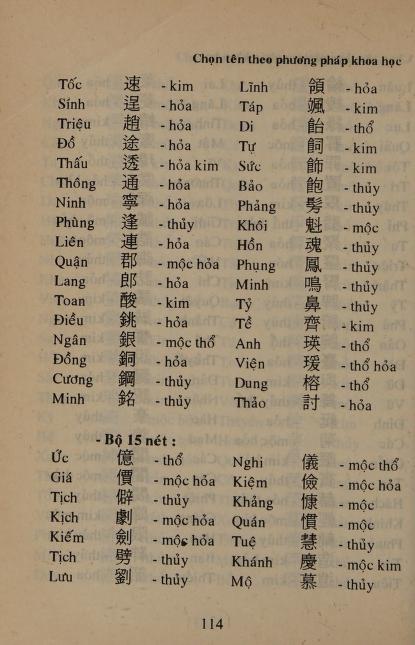 Chọn tên theo phương pháp khoa học
Tốc 速 - kim
Sính 逞 - hỏa
Triệu 趙 - hỏa
Đồ 途 - hỏa
Thấu 透 - hỏa kim
Thông 通 - hỏa
Ninh 寧 - hỏa
Phùng 逢 - thủy
Liên 連 - hỏa
Quận 郡 - mộc hỏa
Lang 郎 - hỏa
Toan 酸 - kim
Điều 銚 - hỏa
Ngân 銀 - mộc thổ
Đồng 銅 - hỏa
Cương 鋼 - thủy
Minh 銘 - thủy
Lĩnh 領 - hỏa
Táp 颯 - kim
Di 飴 - thổ
Tự 飼 - kim
Sức 飾 - kim
Bảo 飽 - thủy
Phảng 髣 - thủy
Khôi 魁 - mộc
Hồn 魂 - thủy
Phụng 鳳 - thủy
Minh 鳴 - thủy
Tỷ 鼻 - thủy
Tề 齊 - kim
Anh 瑛 - thổ
Viện 瑗 - thổ hỏa
Dung 榕 - thổ
Thảo 討 - hỏa
- Bộ 15 nét :
Ức 億 - thổ
Giá 價 - mộc hỏa
Tịch 僻 - thủy
Kịch 劇 - mộc hỏa
Kiếm 劍 - mộc hỏa
Tịch 劈 - thủy
Lưu 劉 - thủy
Nghi 儀 - mộc thổ
Kiệm 儉 - mộc hỏa
Khảng 慷 - mộc
Quán 慣 - mộc
Tuệ 慧 - thủy
Khánh 慶 - mộc kim
Mộ 慕 - thủy
114